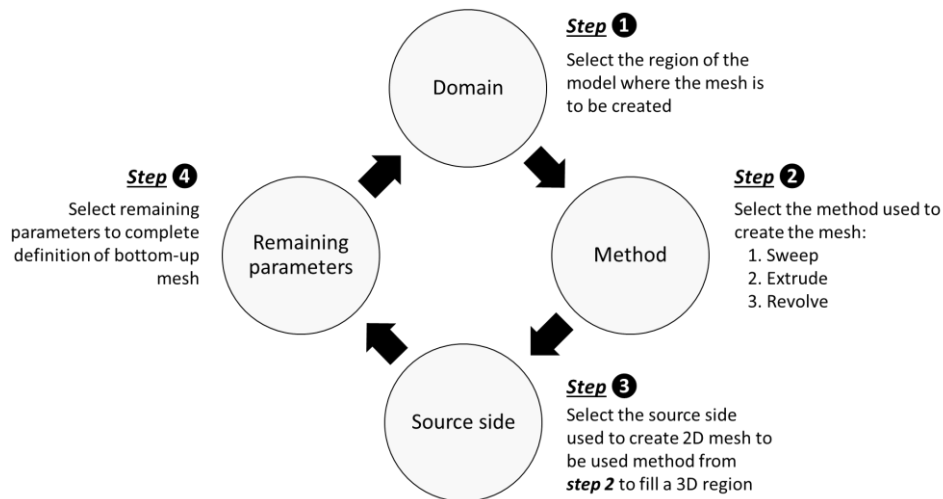 Step 1
Select the region of the
model where the mesh is
to be created
Domain
Step 2
Select the method used to
create the mesh:
1. Sweep
2. Extrude
3. Revolve
Method
Step 3
Select the source side
used to create 2D mesh to
be used method from
step 2 to fill a 3D region
Source side
Step 4
Select remaining
parameters to complete
definition of bottom-up
mesh
Remaining
parameters